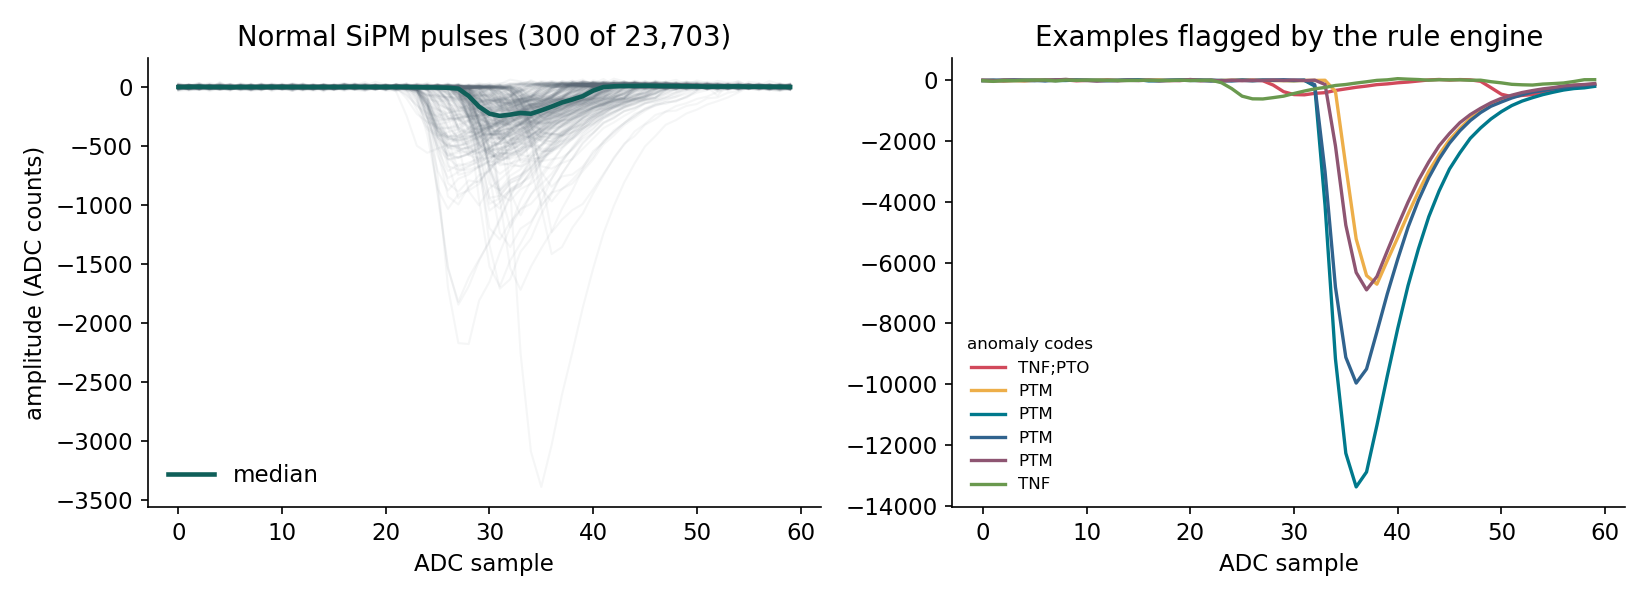 Normal SiPM pulses (300 of 23,703)
amplitude (ADC counts)
0
−500
−1000
−1500
−2000
−2500
−3000
−3500
median
0
10
20
30
40
50
60
ADC sample
Examples flagged by the rule engine
0
−2000
−4000
−6000
−8000
−10000
−12000
−14000
anomaly codes
TNF;PTO
PTM
PTM
PTM
PTM
TNF
0
10
20
30
40
50
60
ADC sample